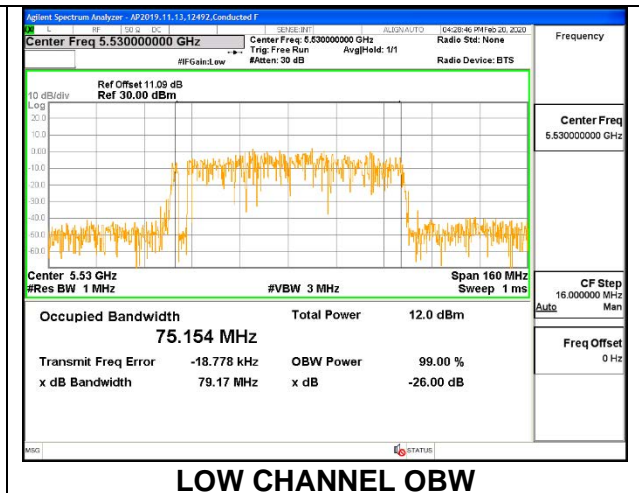 Agilent Spectrum Analyzer - AP2019.11.13,12492,Conducted F
L RF 50 Ω DC SENSE:INT ALIGNAUTO 04:28:46 PM Feb 20, 2020
Center Freq 5.530000000 GHz
Center Freq: 5.530000000 GHz
Radio Std: None
Trig: Free Run Avg|Hold: 1/1
#IFGain:Low #Atten: 30 dB Radio Device: BTS
Frequency
Ref Offset 11.09 dB
10 dB/div Ref 30.00 dBm
Log
20.0
10.0
0.00
-10.0
-20.0
-30.0
-40.0
-50.0
-60.0
Center Freq
5.530000000 GHz
Center 5.53 GHz Span 160 MHz
#Res BW 1 MHz #VBW 3 MHz Sweep 1 ms
CF Step
16.000000 MHz
Auto Man
Occupied Bandwidth Total Power 12.0 dBm
75.154 MHz
Freq Offset
0 Hz
Transmit Freq Error -18.778 kHz OBW Power 99.00 %
x dB Bandwidth 79.17 MHz x dB -26.00 dB
MSG STATUS
LOW CHANNEL OBW